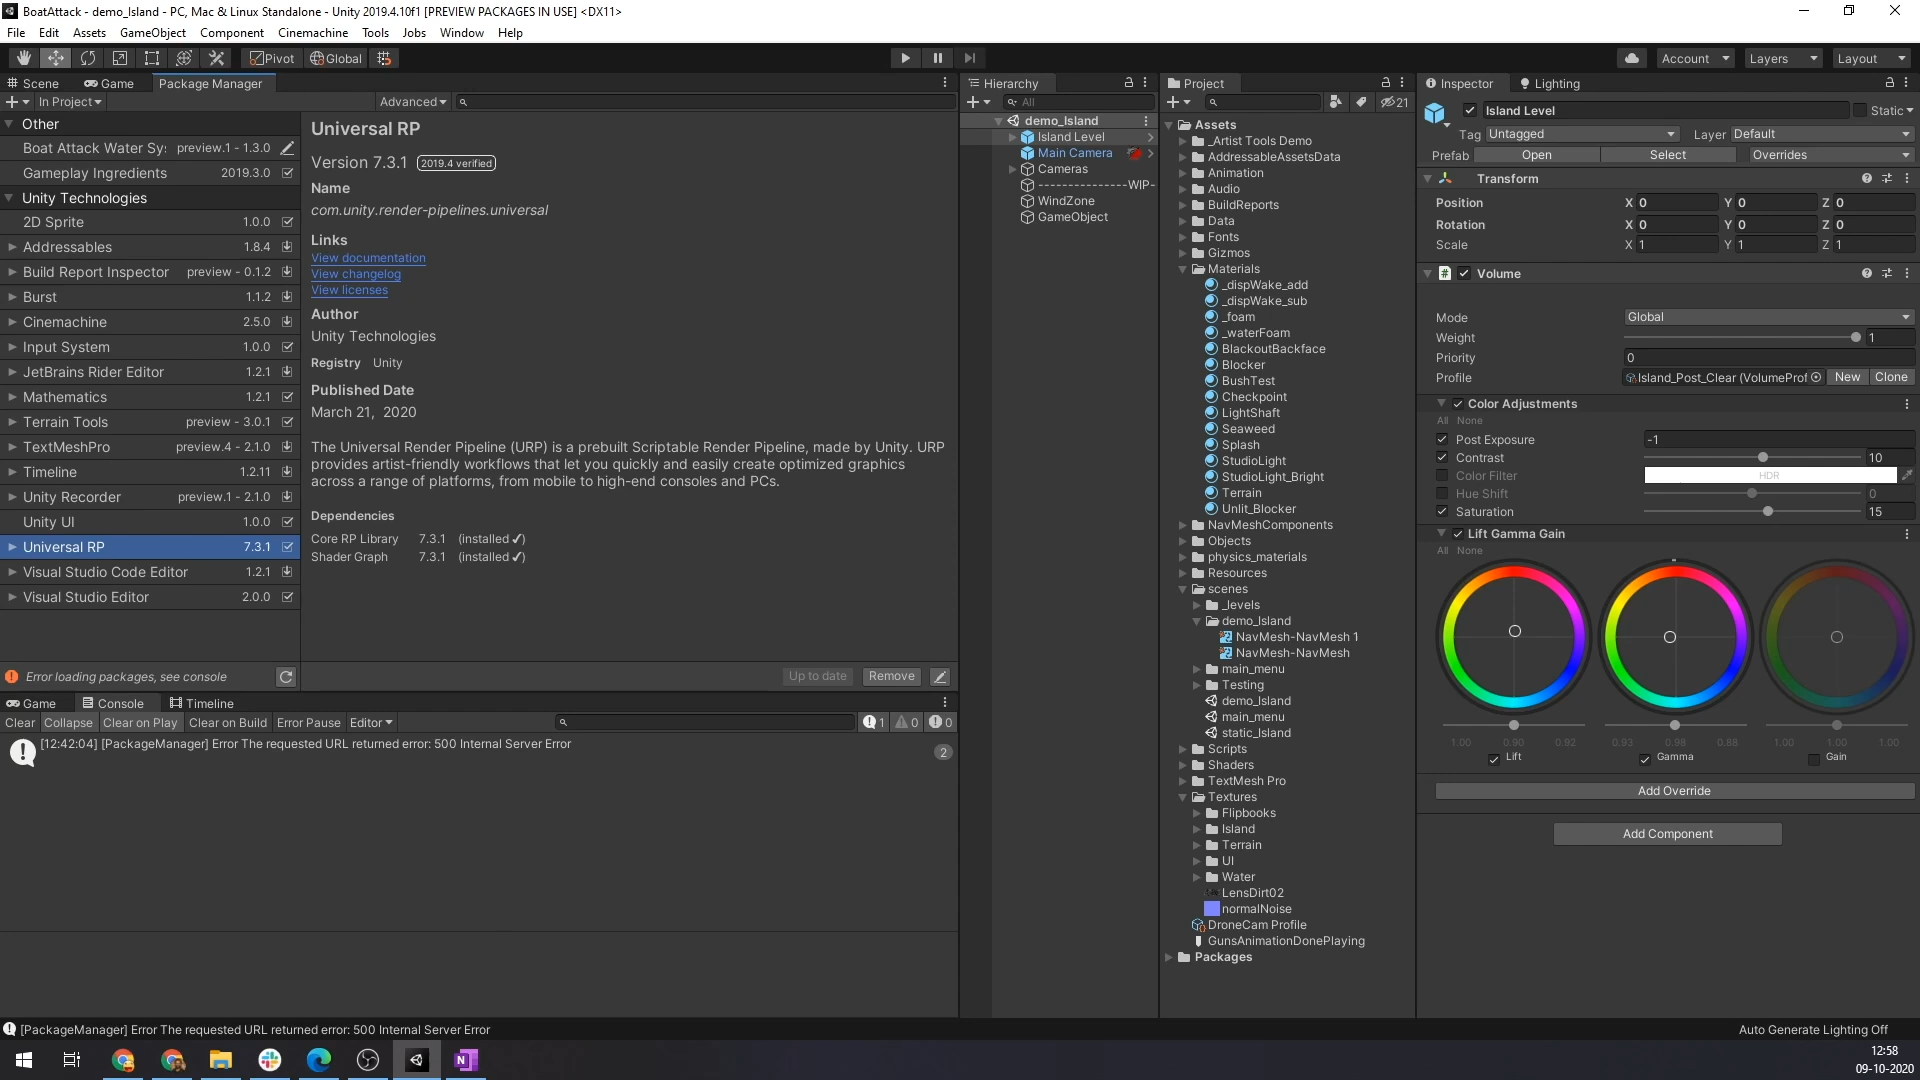 BoatAttack - demo_Island - PC, Mac & Linux Standalone - Unity 2019.4.10f1 [PREVIEW PACKAGES IN USE] <DX11>
File Edit Assets GameObject Component Cinemachine Tools Jobs Window Help
Pivot Global Account Layers Layout
Scene Game Package Manager
In Project Advanced
Other
Boat Attack Water Sy: preview.1 - 1.3.0
Gameplay Ingredients 2019.3.0
Unity Technologies
2D Sprite 1.0.0
Addressables 1.8.4
Build Report Inspector preview - 0.1.2
Burst 1.1.2
Cinemachine 2.5.0
Input System 1.0.0
JetBrains Rider Editor 1.2.1
Mathematics 1.2.1
Terrain Tools preview - 3.0.1
TextMeshPro preview.4 - 2.1.0
Timeline 1.2.11
Unity Recorder preview.1 - 2.1.0
Unity UI 1.0.0
Universal RP 7.3.1
Visual Studio Code Editor 1.2.1
Visual Studio Editor 2.0.0
Error loading packages, see console
Universal RP
Version 7.3.1 2019.4 verified
Name
com.unity.render-pipelines.universal
Links
View documentation
View changelog
View licenses
Author
Unity Technologies
Registry Unity
Published Date
March 21, 2020
The Universal Render Pipeline (URP) is a prebuilt Scriptable Render Pipeline, made by Unity. URP
provides artist-friendly workflows that let you quickly and easily create optimized graphics
across a range of platforms, from mobile to high-end consoles and PCs.
Dependencies
Core RP Library 7.3.1 (installed ✓)
Shader Graph 7.3.1 (installed ✓)
Up to date Remove
Game Console Timeline
Clear Collapse Clear on Play Clear on Build Error Pause Editor 1 0 0
[12:42:04] [PackageManager] Error The requested URL returned error: 500 Internal Server Error
2
Hierarchy
All
demo_Island
Island Level
Main Camera
Cameras
---------------WIP-
WindZone
GameObject
Project
21
Assets
_Artist Tools Demo
AddressableAssetsData
Animation
Audio
BuildReports
Data
Fonts
Gizmos
Materials
_dispWake_add
_dispWake_sub
_foam
_waterFoam
BlackoutBackface
Blocker
BushTest
Checkpoint
LightShaft
Seaweed
Splash
StudioLight
StudioLight_Bright
Terrain
Unlit_Blocker
NavMeshComponents
Objects
physics_materials
Resources
scenes
_levels
demo_Island
NavMesh-NavMesh 1
NavMesh-NavMesh
main_menu
Testing
demo_Island
main_menu
static_Island
Scripts
Shaders
TextMesh Pro
Textures
Flipbooks
Island
Terrain
UI
Water
LensDirt02
normalNoise
DroneCam Profile
GunsAnimationDonePlaying
Packages
Inspector Lighting
Island Level Static
Tag Untagged Layer Default
Prefab Open Select Overrides
Transform
Position X 0 Y 0 Z 0
Rotation X 0 Y 0 Z 0
Scale X 1 Y 1 Z 1
Volume
Mode Global
Weight 1
Priority 0
Profile Island_Post_Clear (VolumeProf New Clone
Color Adjustments
All None
Post Exposure -1
Contrast 10
Color Filter HDR
Hue Shift 0
Saturation 15
Lift Gamma Gain
All None
1.00 0.90 0.92 0.93 0.98 0.88 1.00 1.00 1.00
Lift Gamma Gain
Add Override
Add Component
[PackageManager] Error The requested URL returned error: 500 Internal Server Error
Auto Generate Lighting Off
12:58
09-10-2020